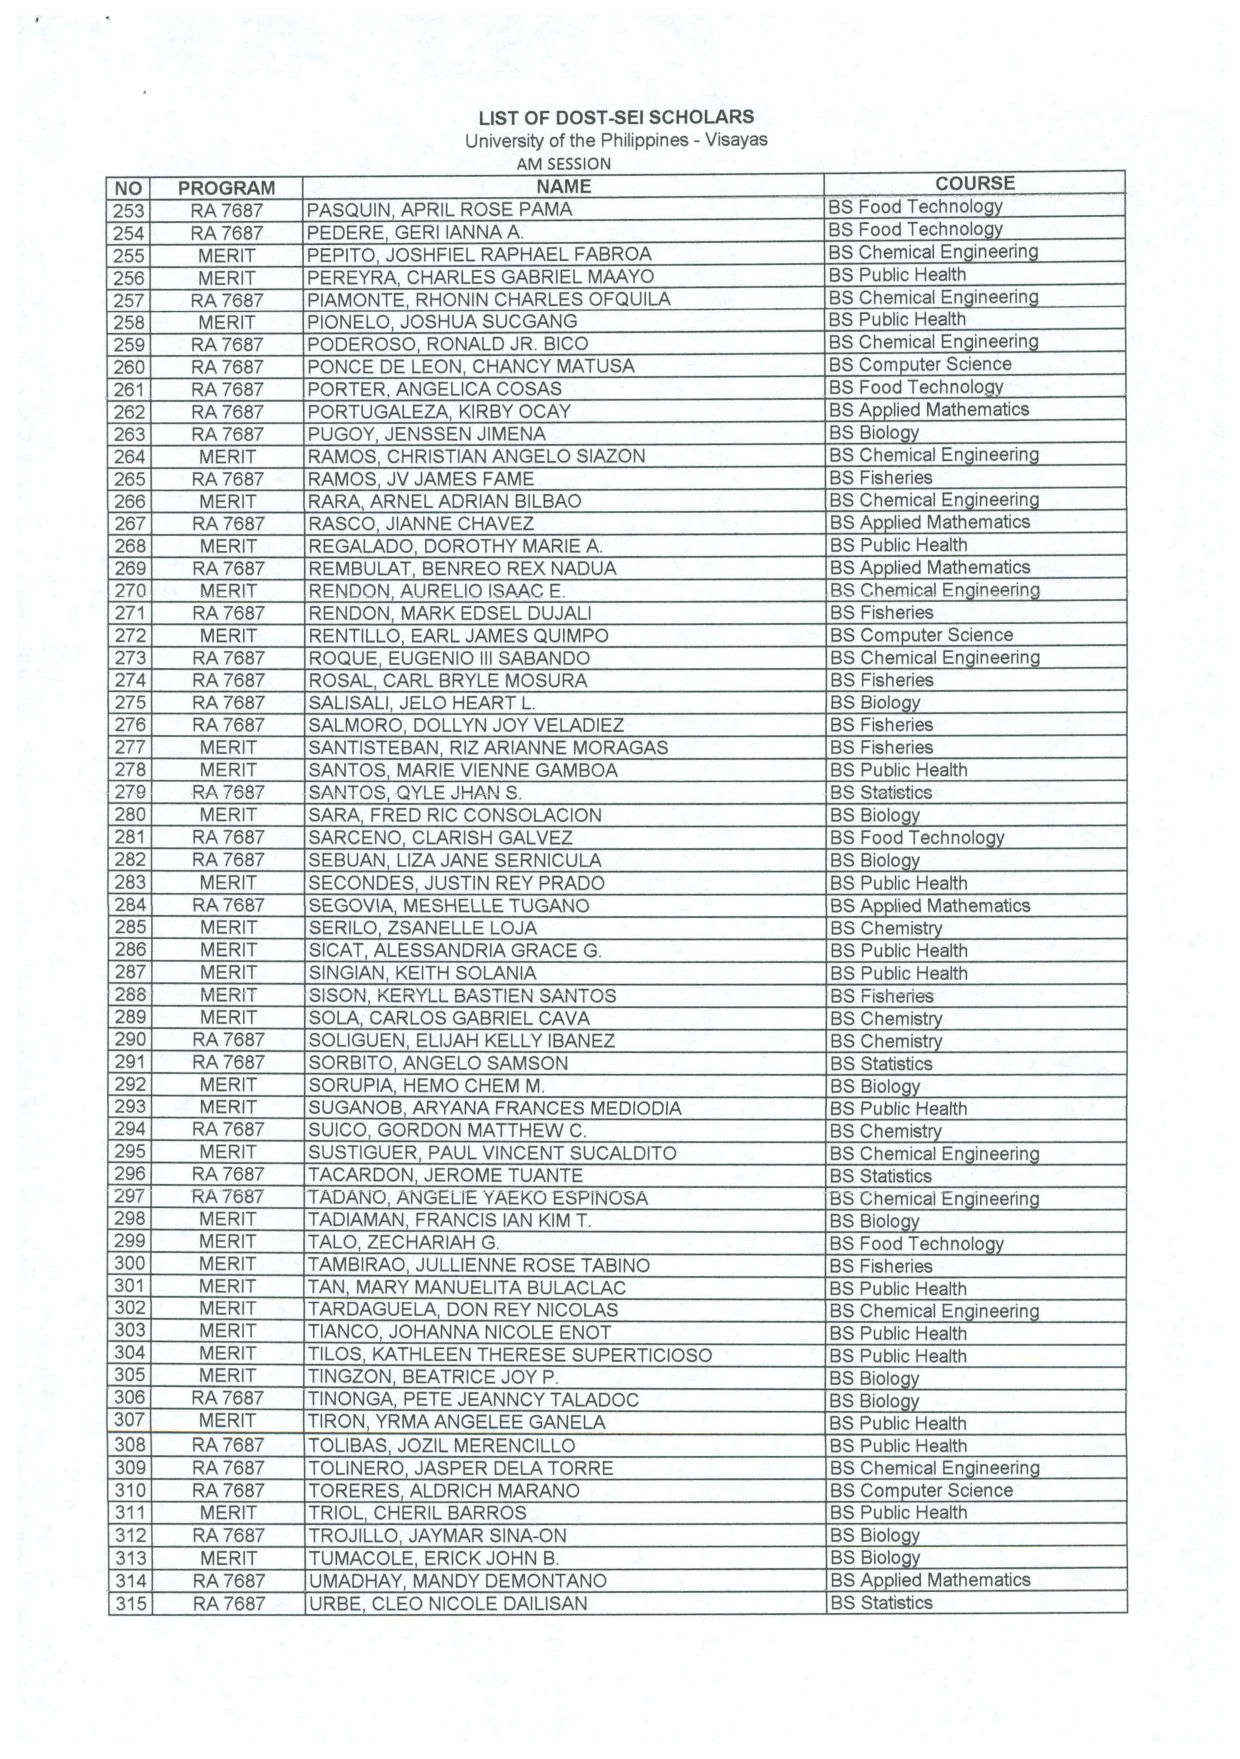 LIST OF DOST-SEI SCHOLARS
University of the Philippines - Visayas
AM SESSION
NO PROGRAM NAME COURSE
253 RA 7687 PASQUIN, APRIL ROSE PAMA BS Food Technology
254 RA 7687 PEDERE, GERI IANNA A. BS Food Technology
255 MERIT PEPITO, JOSHFIEL RAPHAEL FABROA BS Chemical Engineering
256 MERIT PEREYRA, CHARLES GABRIEL MAAYO BS Public Health
257 RA 7687 PIAMONTE, RHONIN CHARLES OFQUILA BS Chemical Engineering
258 MERIT PIONELO, JOSHUA SUCGANG BS Public Health
259 RA 7687 PODEROSO, RONALD JR. BICO BS Chemical Engineering
260 RA 7687 PONCE DE LEON, CHANCY MATUSA BS Computer Science
261 RA 7687 PORTER, ANGELICA COSAS BS Food Technology
262 RA 7687 PORTUGALEZA, KIRBY OCAY BS Applied Mathematics
263 RA 7687 PUGOY, JENSSEN JIMENA BS Biology
264 MERIT RAMOS, CHRISTIAN ANGELO SIAZON BS Chemical Engineering
265 RA 7687 RAMOS, JV JAMES FAME BS Fisheries
266 MERIT RARA, ARNEL ADRIAN BILBAO BS Chemical Engineering
267 RA 7687 RASCO, JIANNE CHAVEZ BS Applied Mathematics
268 MERIT REGALADO, DOROTHY MARIE A. BS Public Health
269 RA 7687 REMBULAT, BENREO REX NADUA BS Applied Mathematics
270 MERIT RENDON, AURELIO ISAAC E. BS Chemical Engineering
271 RA 7687 RENDON, MARK EDSEL DUJALI BS Fisheries
272 MERIT RENTILLO, EARL JAMES QUIMPO BS Computer Science
273 RA 7687 ROQUE, EUGENIO III SABANDO BS Chemical Engineering
274 RA 7687 ROSAL, CARL BRYLE MOSURA BS Fisheries
275 RA 7687 SALISALI, JELO HEART L. BS Biology
276 RA 7687 SALMORO, DOLLYN JOY VELADIEZ BS Fisheries
277 MERIT SANTISTEBAN, RIZ ARIANNE MORAGAS BS Fisheries
278 MERIT SANTOS, MARIE VIENNE GAMBOA BS Public Health
279 RA 7687 SANTOS, QYLE JHAN S. BS Statistics
280 MERIT SARA, FRED RIC CONSOLACION BS Biology
281 RA 7687 SARCENO, CLARISH GALVEZ BS Food Technology
282 RA 7687 SEBUAN, LIZA JANE SERNICULA BS Biology
283 MERIT SECONDES, JUSTIN REY PRADO BS Public Health
284 RA 7687 SEGOVIA, MESHELLE TUGANO BS Applied Mathematics
285 MERIT SERILO, ZSANELLE LOJA BS Chemistry
286 MERIT SICAT, ALESSANDRIA GRACE G. BS Public Health
287 MERIT SINGIAN, KEITH SOLANIA BS Public Health
288 MERIT SISON, KERYLL BASTIEN SANTOS BS Fisheries
289 MERIT SOLA, CARLOS GABRIEL CAVA BS Chemistry
290 RA 7687 SOLIGUEN, ELIJAH KELLY IBANEZ BS Chemistry
291 RA 7687 SORBITO, ANGELO SAMSON BS Statistics
292 MERIT SORUPIA, HEMO CHEM M. BS Biology
293 MERIT SUGANOB, ARYANA FRANCES MEDIODIA BS Public Health
294 RA 7687 SUICO, GORDON MATTHEW C. BS Chemistry
295 MERIT SUSTIGUER, PAUL VINCENT SUCALDITO BS Chemical Engineering
296 RA 7687 TACARDON, JEROME TUANTE BS Statistics
297 RA 7687 TADANO, ANGELIE YAEKO ESPINOSA BS Chemical Engineering
298 MERIT TADIAMAN, FRANCIS IAN KIM T. BS Biology
299 MERIT TALO, ZECHARIAH G. BS Food Technology
300 MERIT TAMBIRAO, JULLIENNE ROSE TABINO BS Fisheries
301 MERIT TAN, MARY MANUELITA BULACLAC BS Public Health
302 MERIT TARDAGUELA, DON REY NICOLAS BS Chemical Engineering
303 MERIT TIANCO, JOHANNA NICOLE ENOT BS Public Health
304 MERIT TILOS, KATHLEEN THERESE SUPERTICIOSO BS Public Health
305 MERIT TINGZON, BEATRICE JOY P. BS Biology
306 RA 7687 TINONGA, PETE JEANNCY TALADOC BS Biology
307 MERIT TIRON, YRMA ANGELEE GANELA BS Public Health
308 RA 7687 TOLIBAS, JOZIL MERENCILLO BS Public Health
309 RA 7687 TOLINERO, JASPER DELA TORRE BS Chemical Engineering
310 RA 7687 TORERES, ALDRICH MARANO BS Computer Science
311 MERIT TRIOL, CHERIL BARROS BS Public Health
312 RA 7687 TROJILLO, JAYMAR SINA-ON BS Biology
313 MERIT TUMACOLE, ERICK JOHN B. BS Biology
314 RA 7687 UMADHAY, MANDY DEMONTANO BS Applied Mathematics
315 RA 7687 URBE, CLEO NICOLE DAILISAN BS Statistics